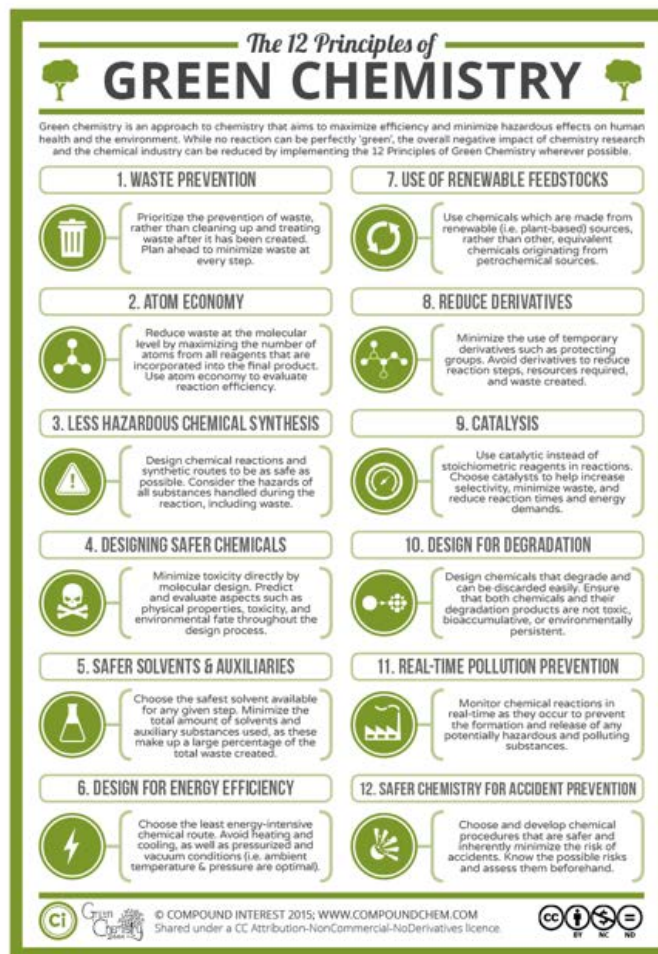 The 12 Principles of
GREEN CHEMISTRY
Green chemistry is an approach to chemistry that aims to maximize efficiency and minimize hazardous effects on human
health and the environment. While no reaction can be perfectly 'green', the overall negative impact of chemistry research
and the chemical industry can be reduced by implementing the 12 Principles of Green Chemistry wherever possible.
1. WASTE PREVENTION
Prioritize the prevention of waste,
rather than cleaning up and treating
waste after it has been created.
Plan ahead to minimize waste at
every step.
2. ATOM ECONOMY
Reduce waste at the molecular
level by maximizing the number of
atoms from all reagents that are
incorporated into the final product.
Use atom economy to evaluate
reaction efficiency.
3. LESS HAZARDOUS CHEMICAL SYNTHESIS
Design chemical reactions and
synthetic routes to be as safe as
possible. Consider the hazards of
all substances handled during the
reaction, including waste.
4. DESIGNING SAFER CHEMICALS
Minimize toxicity directly by
molecular design. Predict
and evaluate aspects such as
physical properties, toxicity, and
environmental fate throughout the
design process.
5. SAFER SOLVENTS & AUXILIARIES
Choose the safest solvent available
for any given step. Minimize the
total amount of solvents and
auxiliary substances used, as these
make up a large percentage of the
total waste created.
6. DESIGN FOR ENERGY EFFICIENCY
Choose the least energy-intensive
chemical route. Avoid heating and
cooling, as well as pressurized and
vacuum conditions (i.e. ambient
temperature & pressure are optimal).
7. USE OF RENEWABLE FEEDSTOCKS
Use chemicals which are made from
renewable (i.e. plant-based) sources,
rather than other, equivalent
chemicals originating from
petrochemical sources.
8. REDUCE DERIVATIVES
Minimize the use of temporary
derivatives such as protecting
groups. Avoid derivatives to reduce
reaction steps, resources required,
and waste created.
9. CATALYSIS
Use catalytic instead of
stoichiometric reagents in reactions.
Choose catalysts to help increase
selectivity, minimize waste, and
reduce reaction times and energy
demands.
10. DESIGN FOR DEGRADATION
Design chemicals that degrade and
can be discarded easily. Ensure
that both chemicals and their
degradation products are not toxic,
bioaccumulative, or environmentally
persistent.
11. REAL-TIME POLLUTION PREVENTION
Monitor chemical reactions in
real-time as they occur to prevent
the formation and release of any
potentially hazardous and polluting
substances.
12. SAFER CHEMISTRY FOR ACCIDENT PREVENTION
Choose and develop chemical
procedures that are safer and
inherently minimize the risk of
accidents. Know the possible risks
and assess them beforehand.
Ci
Green Chemistry
© COMPOUND INTEREST 2015; WWW.COMPOUNDCHEM.COM
Shared under a CC Attribution-NonCommercial-NoDerivatives licence.
CC
BY NC ND